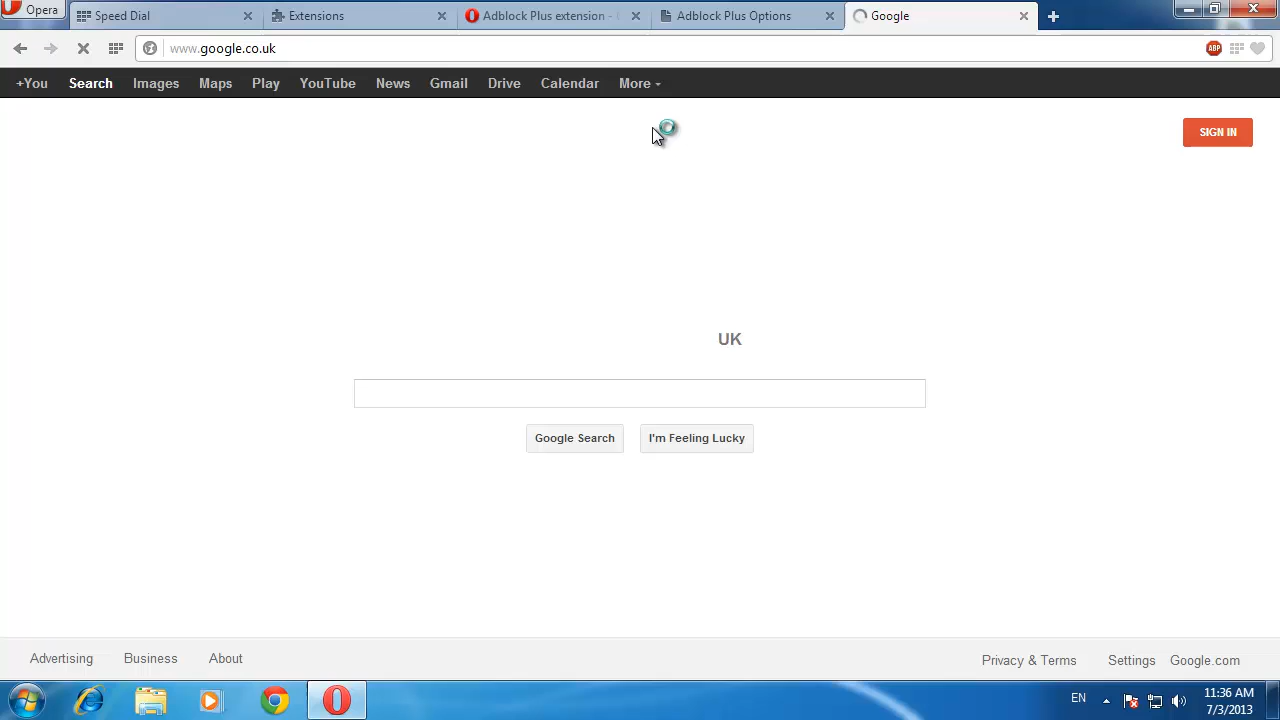 Opera
Speed Dial
Extensions
Adblock Plus extension -
Adblock Plus Options
Google
www.google.co.uk
ABP
+You Search Images Maps Play YouTube News Gmail Drive Calendar More
SIGN IN
UK
Google Search
I'm Feeling Lucky
Advertising Business About
Privacy & Terms Settings Google.com
EN
11:36 AM
7/3/2013